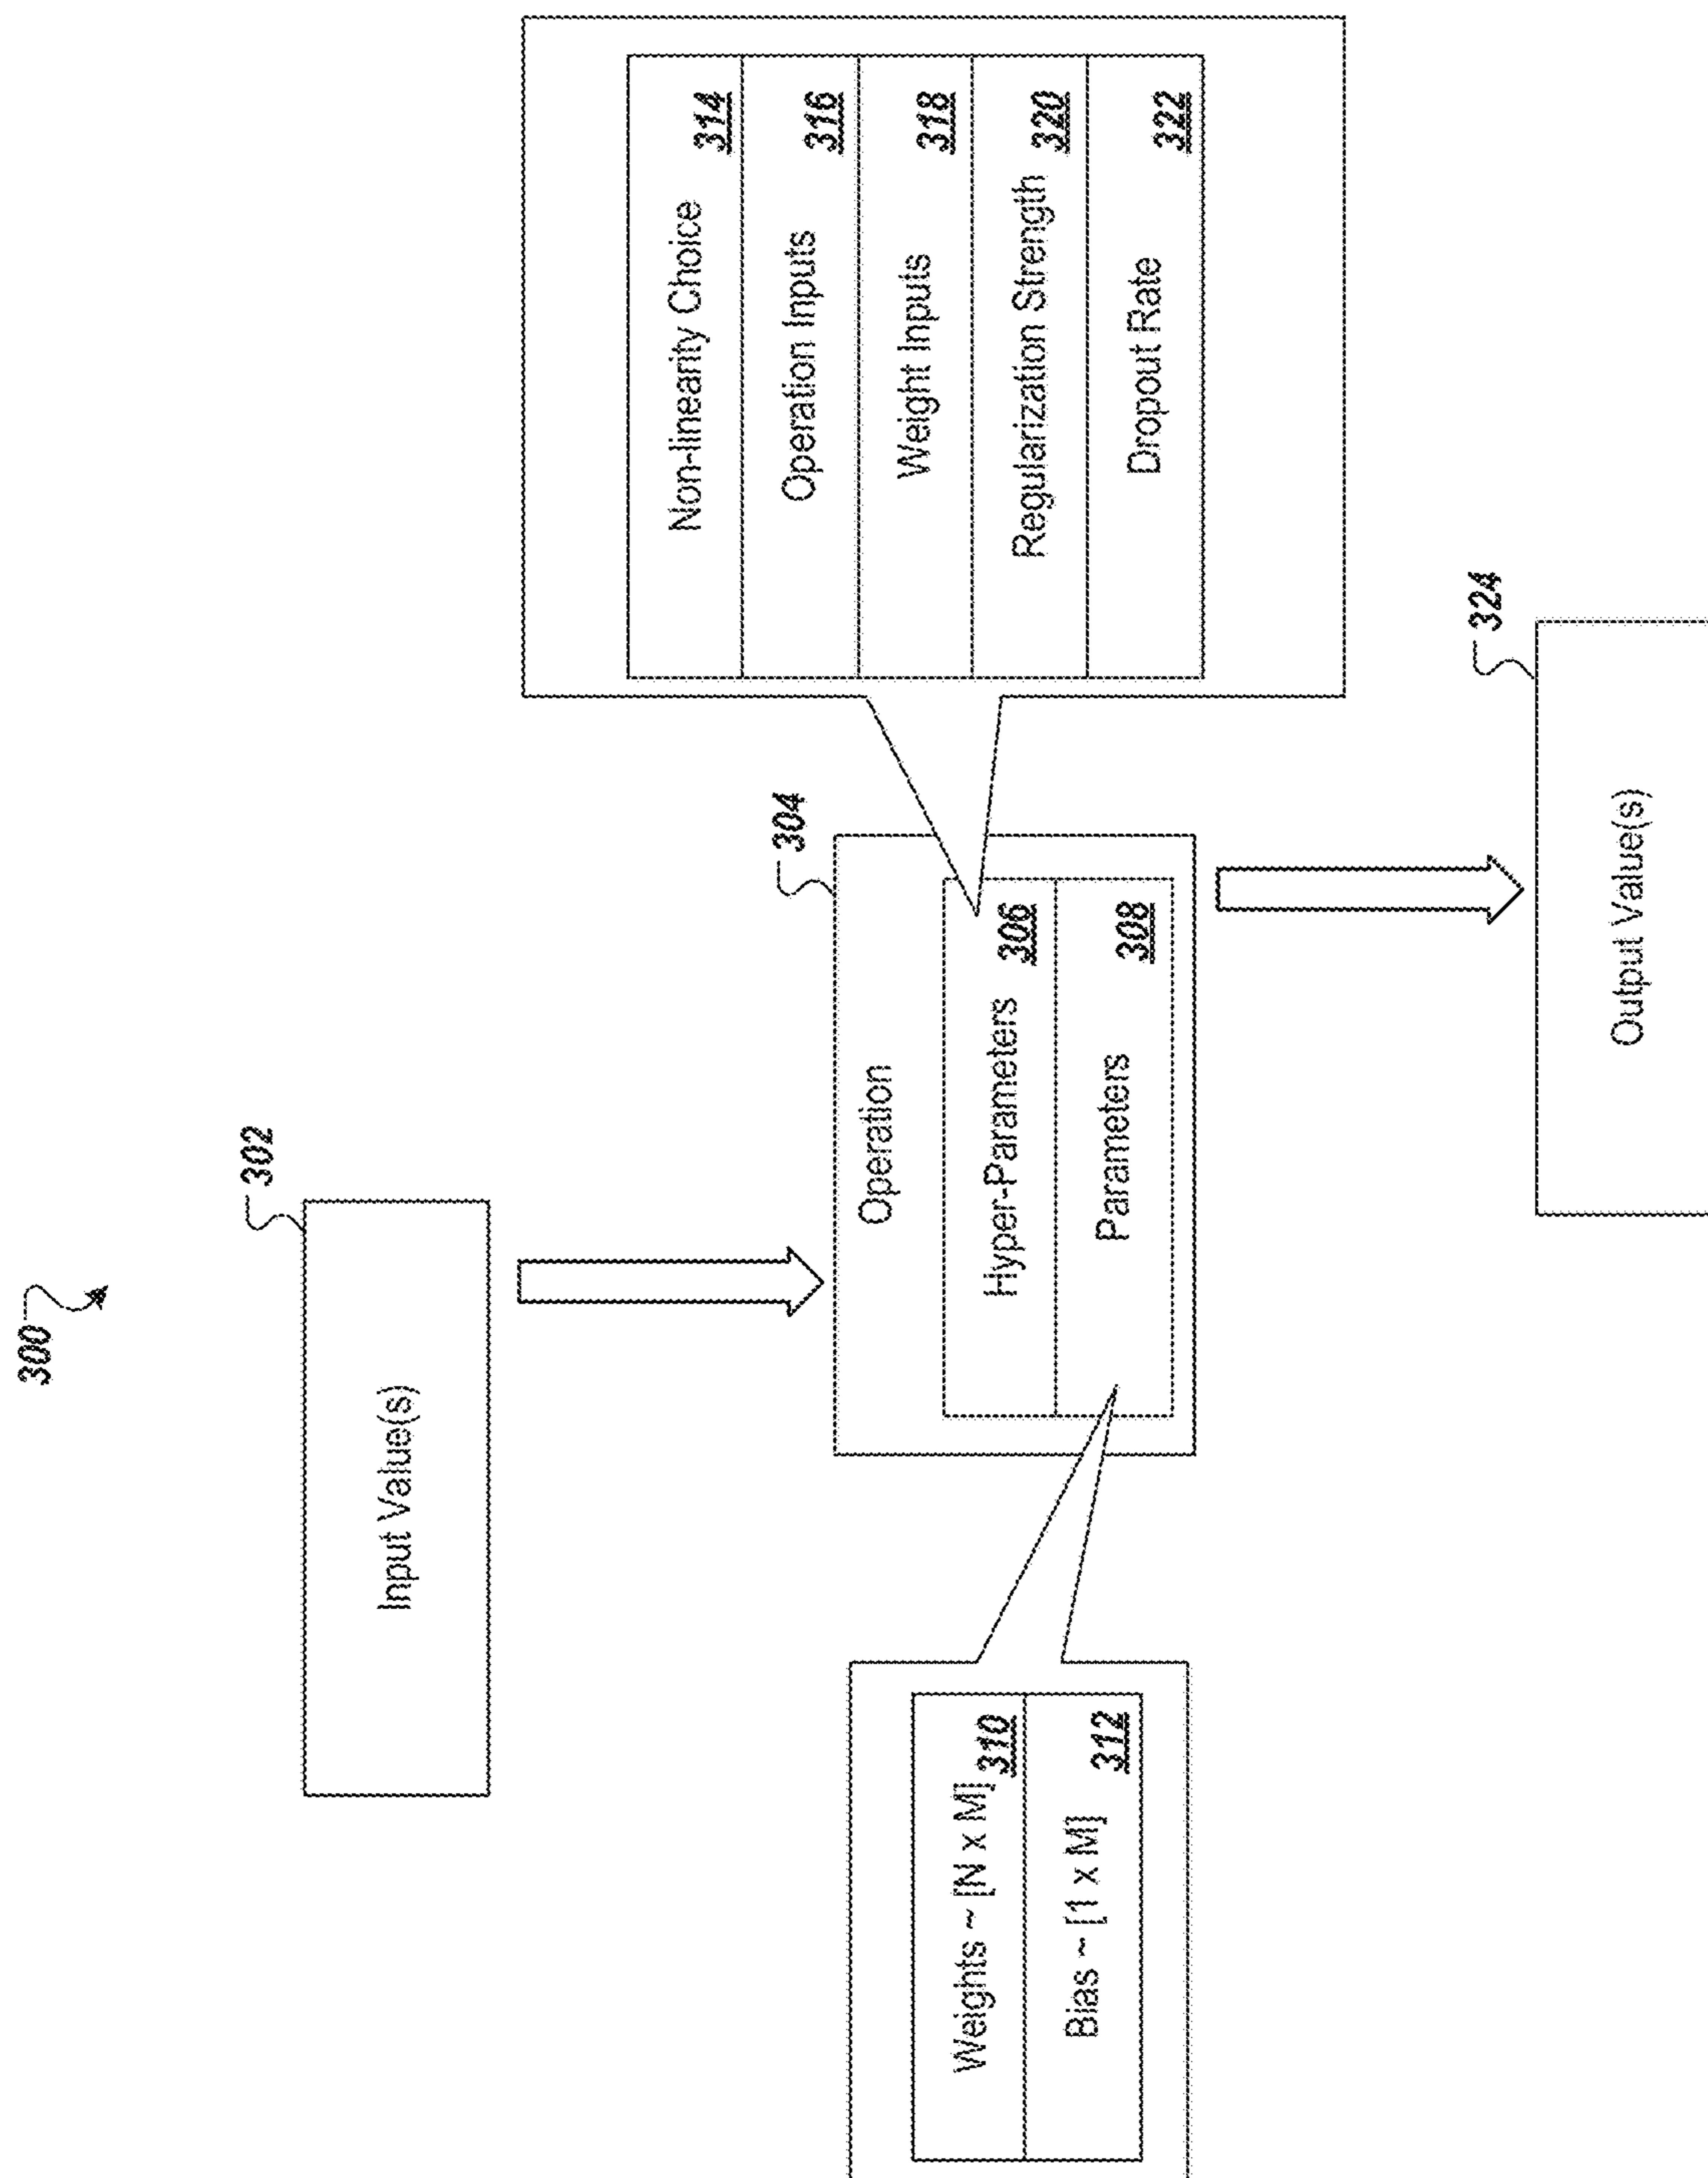 300
Input Value(s)
302
Operation
304
Hyper-Parameters 306
Parameters 308
Weights ~ [N x M] 310
Bias ~ [1 x M] 312
Non-linearity Choice 314
Operation Inputs 316
Weight Inputs 318
Regularization Strength 320
Dropout Rate 322
Output Value(s)
324